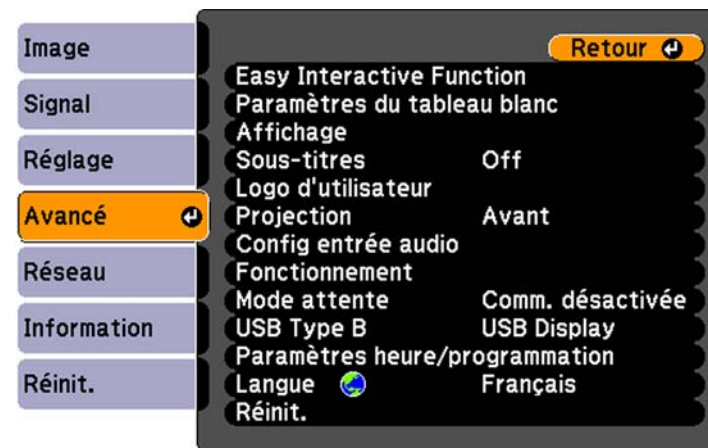 Image
Signal
Réglage
Avancé
Réseau
Information
Réinit.
Retour
Easy Interactive Function
Paramètres du tableau blanc
Affichage
Sous-titres Off
Logo d'utilisateur
Projection Avant
Config entrée audio
Fonctionnement
Mode attente Comm. désactivée
USB Type B USB Display
Paramètres heure/programmation
Langue Français
Réinit.